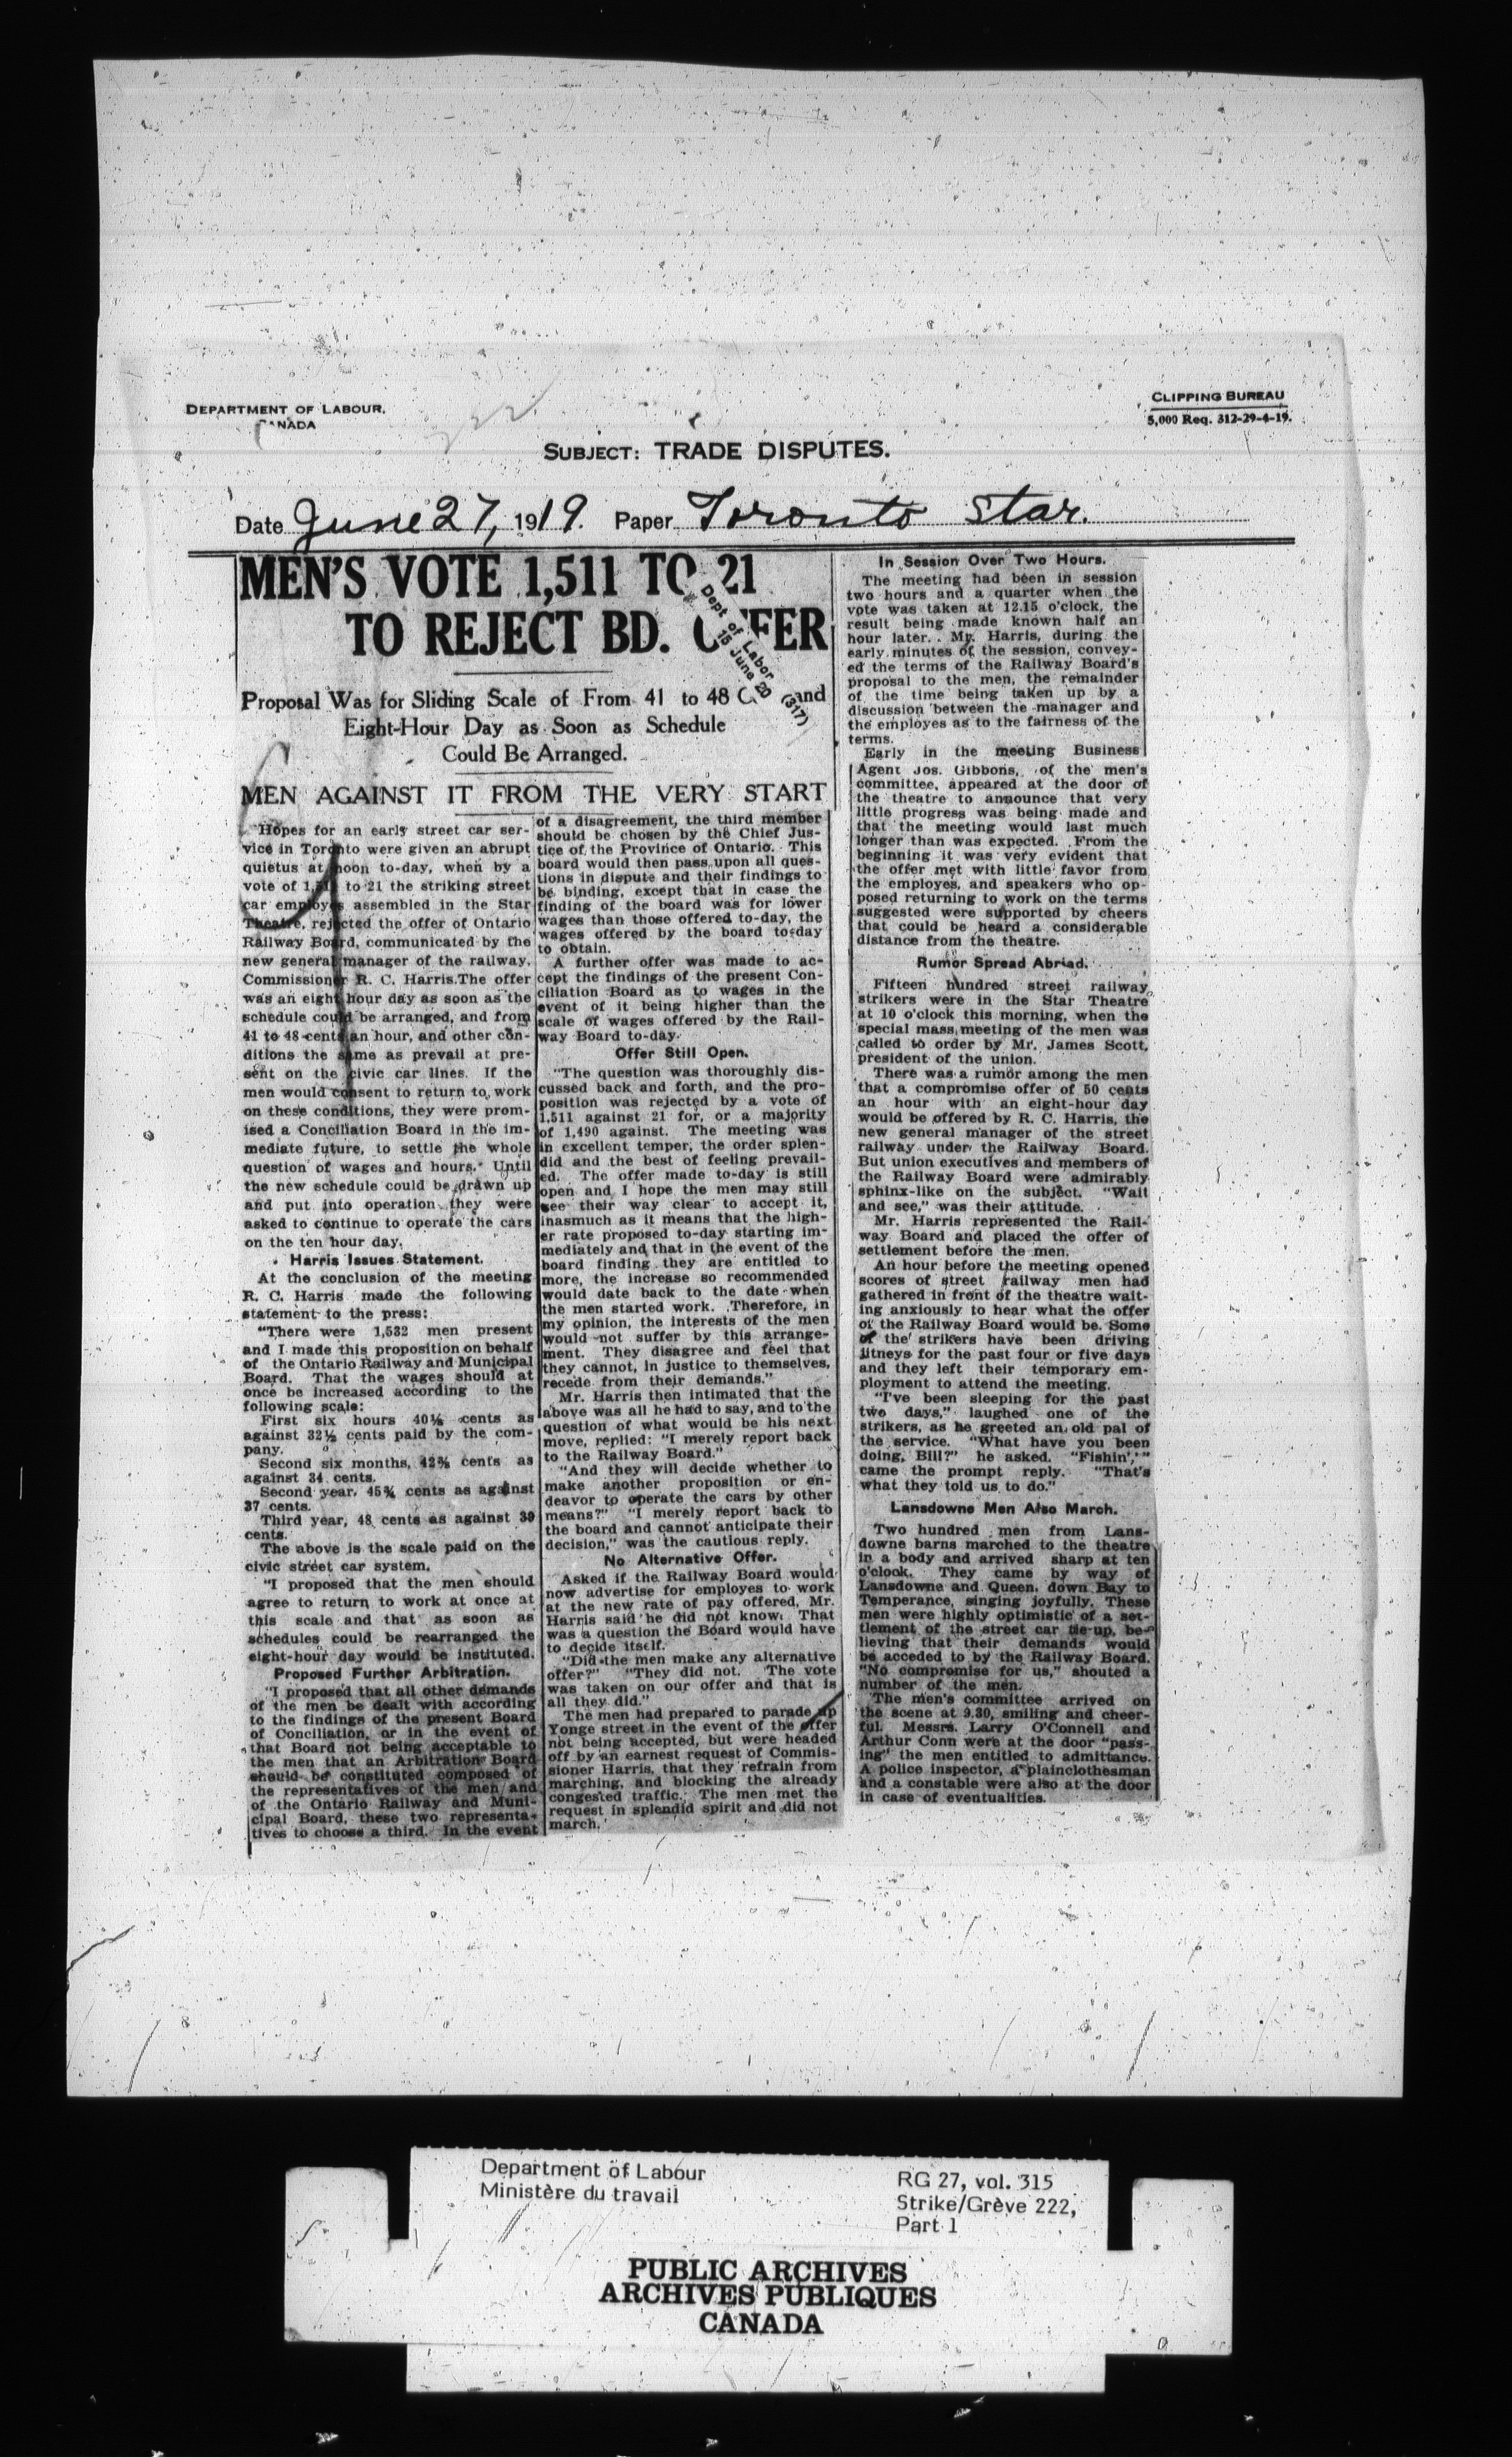 DEPARTMENT OF LABOUR.
CANADA
CLIPPING BUREAU
5,000 Req. 312-29-4-19.
SUBJECT: TRADE DISPUTES.
Date June 27, 1919. Paper Toronto Star.
MEN'S VOTE 1,511 TO 21
TO REJECT BD. OFFER
Dept of Labor
15 June 20
(317)
Proposal Was for Sliding Scale of From 41 to 48 C and
Eight-Hour Day as Soon as Schedule
Could Be Arranged.
MEN AGAINST IT FROM THE VERY START
Hopes for an early street car ser-
vice in Toronto were given an abrupt
quietus at noon to-day, when by a
vote of 1,511 to 21 the striking street
car employes assembled in the Star
Theatre, rejected the offer of Ontario
Railway Board, communicated by the
new general manager of the railway,
Commissioner R. C. Harris.The offer
was an eight hour day as soon as the
schedule could be arranged, and from
41 to 48 cents an hour, and other con-
ditions the same as prevail at pre-
sent on the civic car lines. If the
men would consent to return to work
on these conditions, they were prom-
ised a Conciliation Board in the im-
mediate future, to settle the whole
question of wages and hours. Until
the new schedule could be drawn up
and put into operation they were
asked to continue to operate the cars
on the ten hour day.
Harris Issues Statement.
At the conclusion of the meeting
R. C. Harris made the following
statement to the press:
"There were 1,532 men present
and I made this proposition on behalf
of the Ontario Railway and Municipal
Board. That the wages should at
once be increased according to the
following scale:
First six hours 40½ cents as
against 32½ cents paid by the com-
pany.
Second six months, 42¾ cents as
against 34 cents.
Second year, 45¾ cents as against
37 cents.
Third year, 48 cents as against 39
cents.
The above is the scale paid on the
civic street car system.
"I proposed that the men should
agree to return to work at once at
this scale and that as soon as
schedules could be rearranged the
eight-hour day would be instituted.
Proposed Further Arbitration.
"I proposed that all other demands
of the men be dealt with according
to the findings of the present Board
of Conciliation, or in the event of
that Board not being acceptable to
the men that an Arbitration Board
should be constituted composed of
the representatives of the men and
of the Ontario Railway and Muni-
cipal Board, these two representa-
tives to choose a third. In the event
of a disagreement, the third member
should be chosen by the Chief Jus-
tice of the Province of Ontario. This
board would then pass upon all ques-
tions in dispute and their findings to
be binding, except that in case the
finding of the board was for lower
wages than those offered to-day, the
wages offered by the board to-day
to obtain.
A further offer was made to ac-
cept the findings of the present Con-
ciliation Board as to wages in the
event of it being higher than the
scale of wages offered by the Rail-
way Board to-day.
Offer Still Open.
"The question was thoroughly dis-
cussed back and forth, and the pro-
position was rejected by a vote of
1,511 against 21 for, or a majority
of 1,490 against. The meeting was
in excellent temper, the order splen-
did and the best of feeling prevail-
ed. The offer made to-day is still
open and I hope the men may still
see their way clear to accept it,
inasmuch as it means that the high-
er rate proposed to-day starting im-
mediately and that in the event of the
board finding they are entitled to
more, the increase so recommended
would date back to the date when
the men started work. Therefore, in
my opinion, the interests of the men
would not suffer by this arrange-
ment. They disagree and feel that
they cannot, in justice to themselves,
recede from their demands."
Mr. Harris then intimated that the
above was all he had to say, and to the
question of what would be his next
move, replied: "I merely report back
to the Railway Board."
"And they will decide whether to
make another proposition or en-
deavor to operate the cars by other
means?" "I merely report back to
the board and cannot anticipate their
decision," was the cautious reply.
No Alternative Offer.
Asked if the Railway Board would
now advertise for employes to work
at the new rate of pay offered, Mr.
Harris said he did not know. That
was a question the Board would have
to decide itself.
"Did the men make any alternative
offer?" "They did not. The vote
was taken on our offer and that is
all they did."
The men had prepared to parade up
Yonge street in the event of the offer
not being accepted, but were headed
off by an earnest request of Commis-
sioner Harris, that they refrain from
marching, and blocking the already
congested traffic. The men met the
request in splendid spirit and did not
march.
In Session Over Two Hours.
The meeting had been in session
two hours and a quarter when the
vote was taken at 12.15 o'clock, the
result being made known half an
hour later. Mr. Harris, during the
early minutes of the session, convey-
ed the terms of the Railway Board's
proposal to the men, the remainder
of the time being taken up by a
discussion between the manager and
the employes as to the fairness of the
terms.
Early in the meeting Business
Agent Jos. Gibbons, of the men's
committee, appeared at the door of
the theatre to announce that very
little progress was being made and
that the meeting would last much
longer than was expected. From the
beginning it was very evident that
the offer met with little favor from
the employes, and speakers who op-
posed returning to work on the terms
suggested were supported by cheers
that could be heard a considerable
distance from the theatre.
Rumor Spread Abriad.
Fifteen hundred street railway
strikers were in the Star Theatre
at 10 o'clock this morning, when the
special mass meeting of the men was
called to order by Mr. James Scott,
president of the union.
There was a rumor among the men
that a compromise offer of 50 cents
an hour with an eight-hour day
would be offered by R. C. Harris, the
new general manager of the street
railway under the Railway Board.
But union executives and members of
the Railway Board were admirably
sphinx-like on the subject. "Wait
and see," was their attitude.
Mr. Harris represented the Rail-
way Board and placed the offer of
settlement before the men.
An hour before the meeting opened
scores of street railway men had
gathered in front of the theatre wait-
ing anxiously to hear what the offer
of the Railway Board would be. Some
of the strikers have been driving
jitneys for the past four or five days
and they left their temporary em-
ployment to attend the meeting.
"I've been sleeping for the past
two days," laughed one of the
strikers, as he greeted an old pal of
the service. "What have you been
doing, Bill?" he asked. "Fishin',"
came the prompt reply. "That's
what they told us to do."
Lansdowne Men Also March.
Two hundred men from Lans-
downe barns marched to the theatre
in a body and arrived sharp at ten
o'clock. They came by way of
Lansdowne and Queen, down Bay to
Temperance, singing joyfully. These
men were highly optimistic of a set-
tlement of the street car tie-up, be-
lieving that their demands would
be acceded to by the Railway Board.
"No compromise for us," shouted a
number of the men.
The men's committee arrived on
the scene at 9.30, smiling and cheer-
ful. Messrs. Larry O'Connell and
Arthur Conn were at the door "pass-
ing" the men entitled to admittance.
A police inspector, a plainclothesman
and a constable were also at the door
in case of eventualities.
Department of Labour
Ministère du travail
RG 27, vol. 315
Strike/Grève 222,
Part 1
PUBLIC ARCHIVES
ARCHIVES PUBLIQUES
CANADA